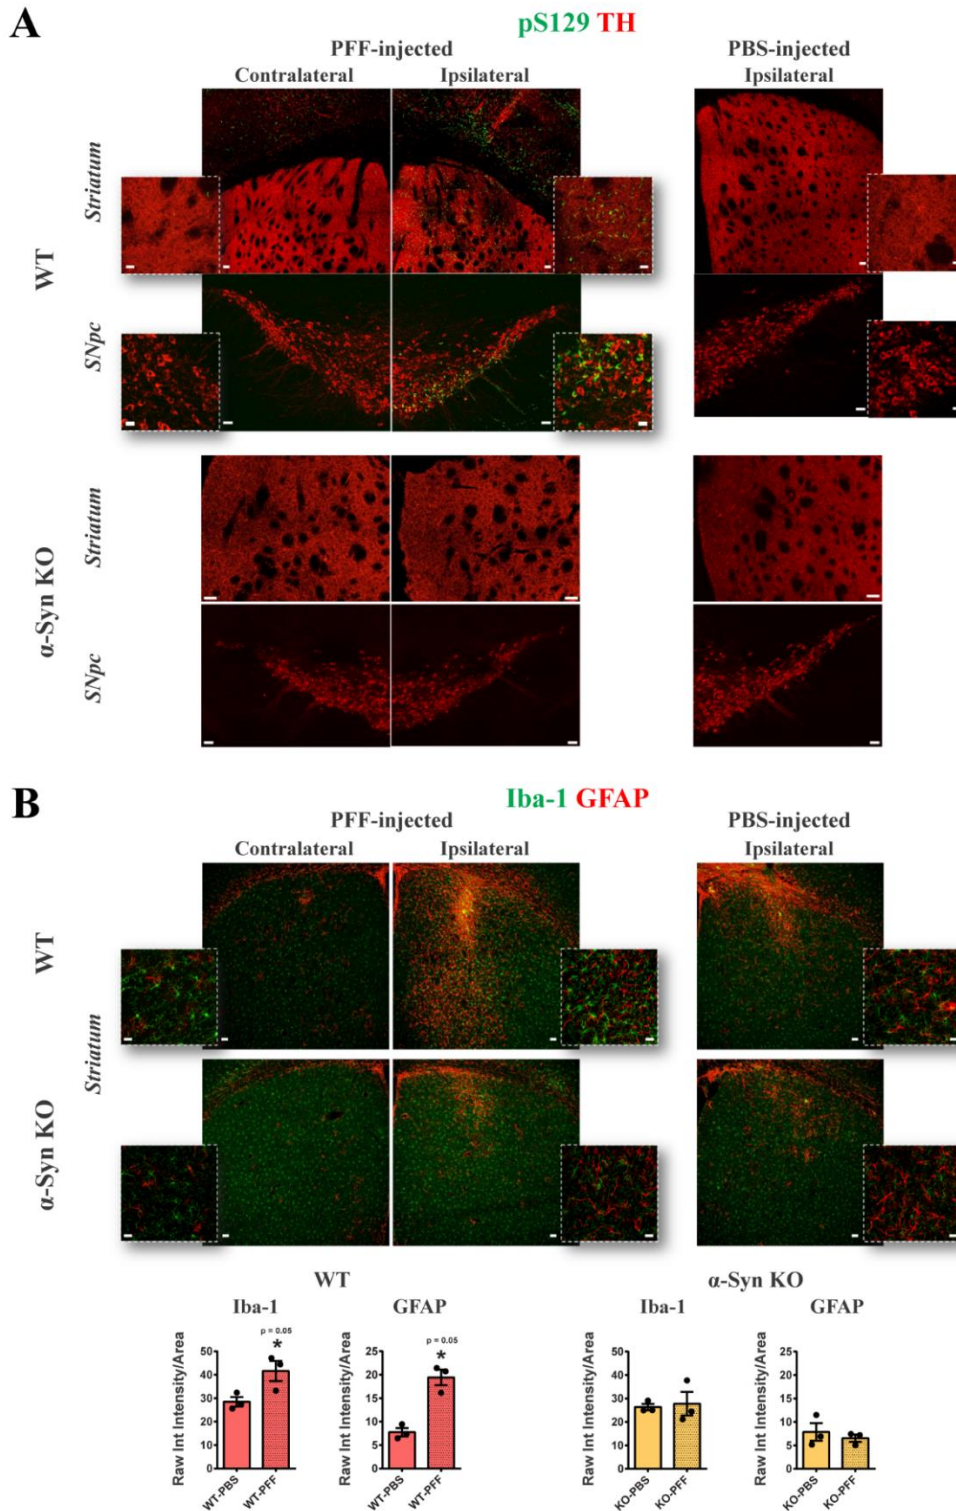 A
pS129 TH
PFF-injected
PBS-injected
Contralateral
Ipsilateral
Ipsilateral
WT
Striatum
SNpc
α-Syn KO
Striatum
SNpc
B
Iba-1 GFAP
PFF-injected
PBS-injected
Contralateral
Ipsilateral
Ipsilateral
WT
Striatum
α-Syn KO
WT
α-Syn KO
Iba-1
GFAP
Iba-1
GFAP
Raw Int Intensity/Area
50
40
30
20
10
0
p = 0.05
*
WT-PBS
WT-PFF
Raw Int Intensity/Area
25
20
15
10
5
0
p = 0.05
*
WT-PBS
WT-PFF
Raw Int Intensity/Area
50
40
30
20
10
0
KO-PBS
KO-PFF
Raw Int Intensity/Area
25
20
15
10
5
0
KO-PBS
KO-PFF